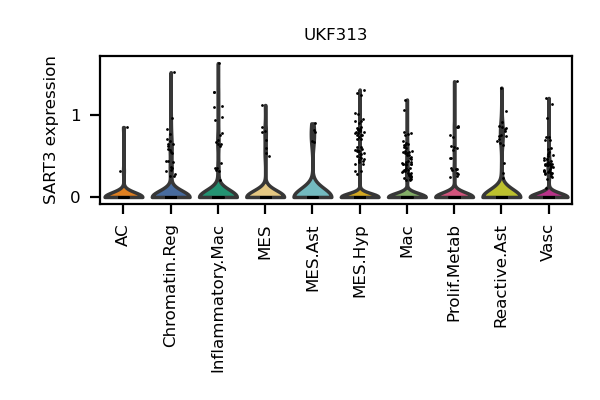 UKF313
SART3 expression
1
0
AC
Chromatin.Reg
Inflammatory.Mac
MES
MES.Ast
MES.Hyp
Mac
Prolif.Metab
Reactive.Ast
Vasc